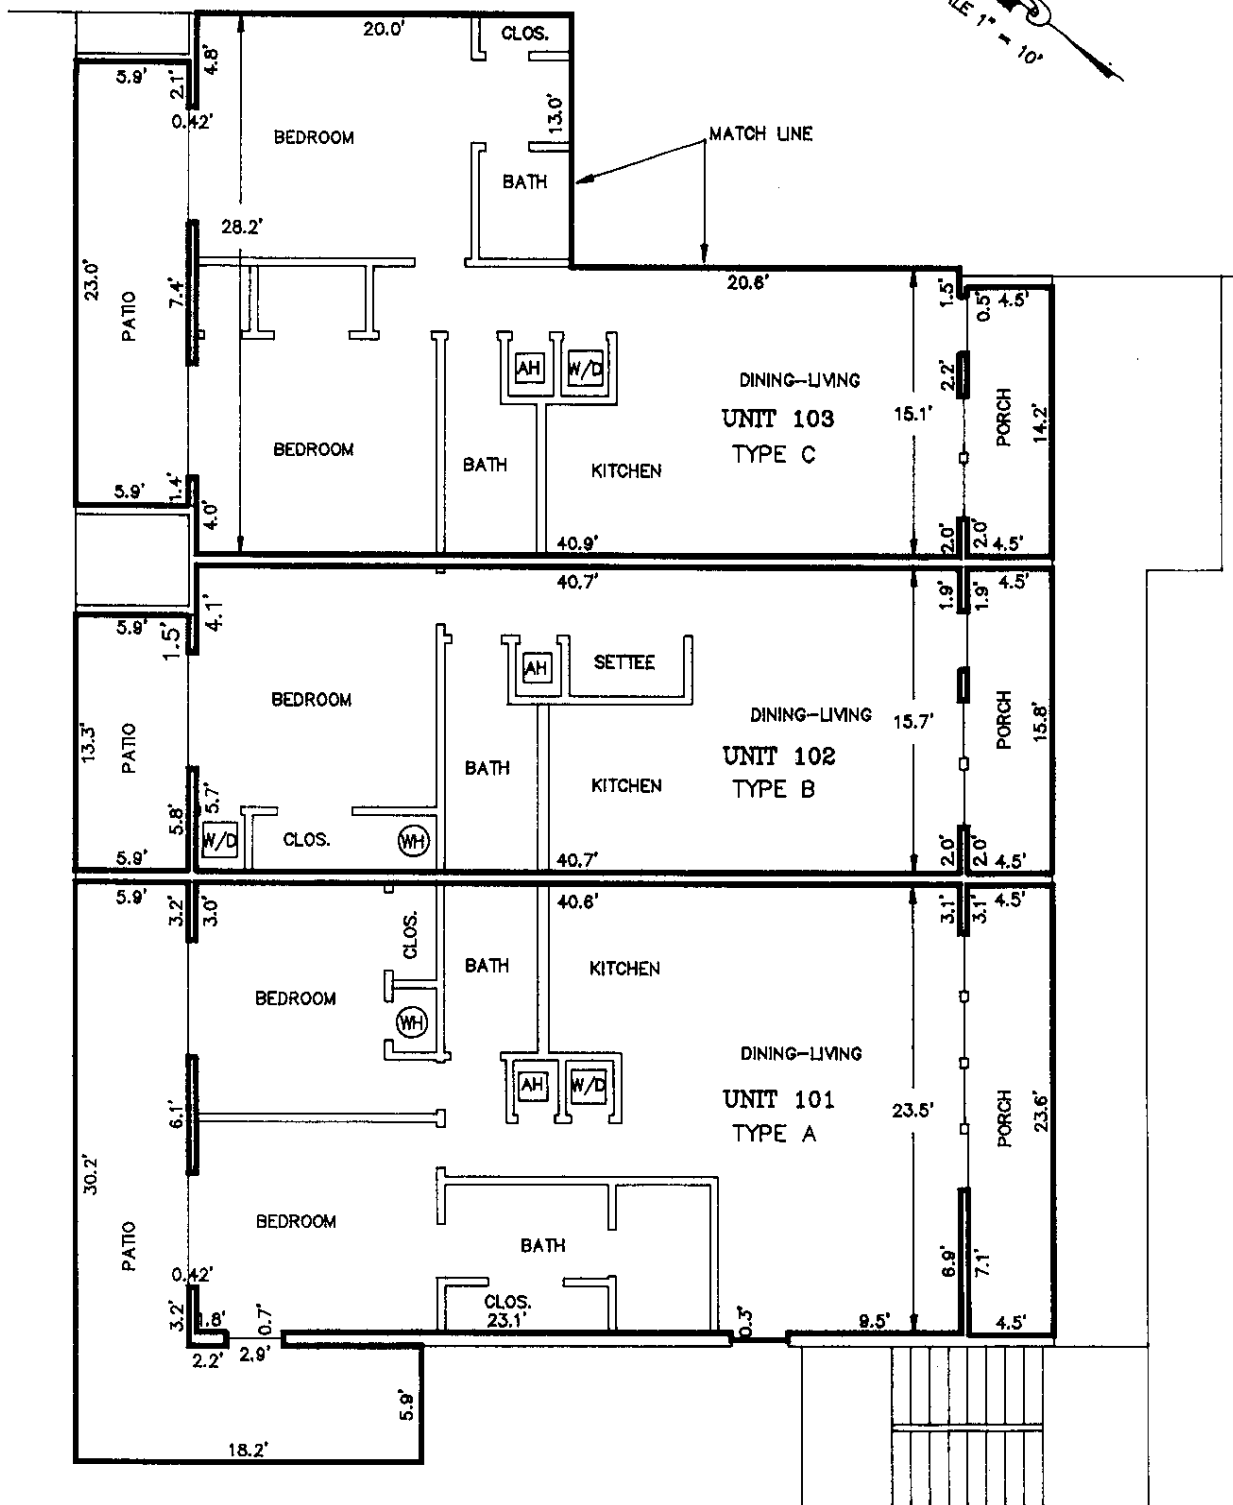 20.0'
CLOS.
LE 1" = 10'
5.9'
2.1'
4.8'
0.42'
13.0'
BEDROOM
MATCH LINE
BATH
28.2'
23.0'
PATIO
7.4'
20.6'
1.5'
0.5'
4.5'
AH
W/D
2.2'
DINING-LIVING
UNIT 103
TYPE C
15.1'
PORCH
14.2'
BEDROOM
BATH
KITCHEN
5.9'
1.4'
4.0'
40.9'
2.0'
2.0'
4.5'
40.7'
4.5'
1.9'
1.9'
5.9'
1.5'
4.1'
AH
SETTEE
BEDROOM
DINING-LIVING
15.7'
PORCH
15.8'
13.3'
PATIO
UNIT 102
TYPE B
BATH
KITCHEN
5.8'
5.7'
W/D
CLOS.
WH
5.9'
40.7'
2.0'
2.0'
4.5'
5.9'
3.2'
3.0'
40.6'
3.1'
3.1'
4.5'
CLOS.
BATH
KITCHEN
BEDROOM
WH
DINING-LIVING
AH
W/D
UNIT 101
TYPE A
23.5'
PORCH
23.6'
6.1'
30.2'
PATIO
BEDROOM
BATH
6.9'
7.1'
0.42'
3.2'
1.8'
0.7'
CLOS.
23.1'
0.3'
9.5'
4.5'
2.2'
2.9'
5.9'
18.2'